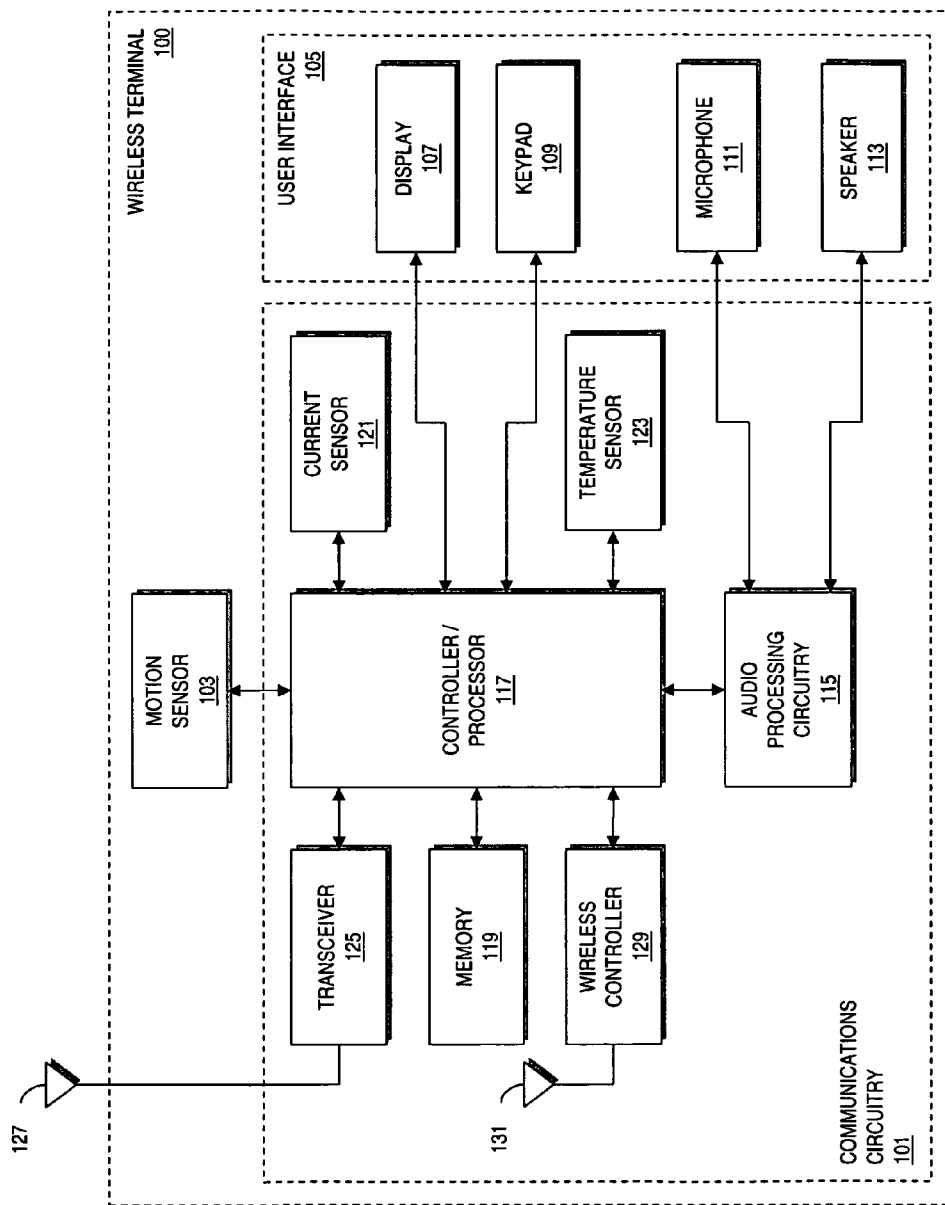 WIRELESS TERMINAL
100
USER INTERFACE
105
DISPLAY
107
KEYPAD
109
MICROPHONE
111
SPEAKER
113
CURRENT
SENSOR
121
TEMPERATURE
SENSOR
123
MOTION
SENSOR
103
CONTROLLER /
PROCESSOR
117
AUDIO
PROCESSING
CIRCUITRY
115
TRANSCEIVER
125
MEMORY
119
WIRELESS
CONTROLLER
129
127
131
COMMUNICATIONS
CIRCUITRY
101